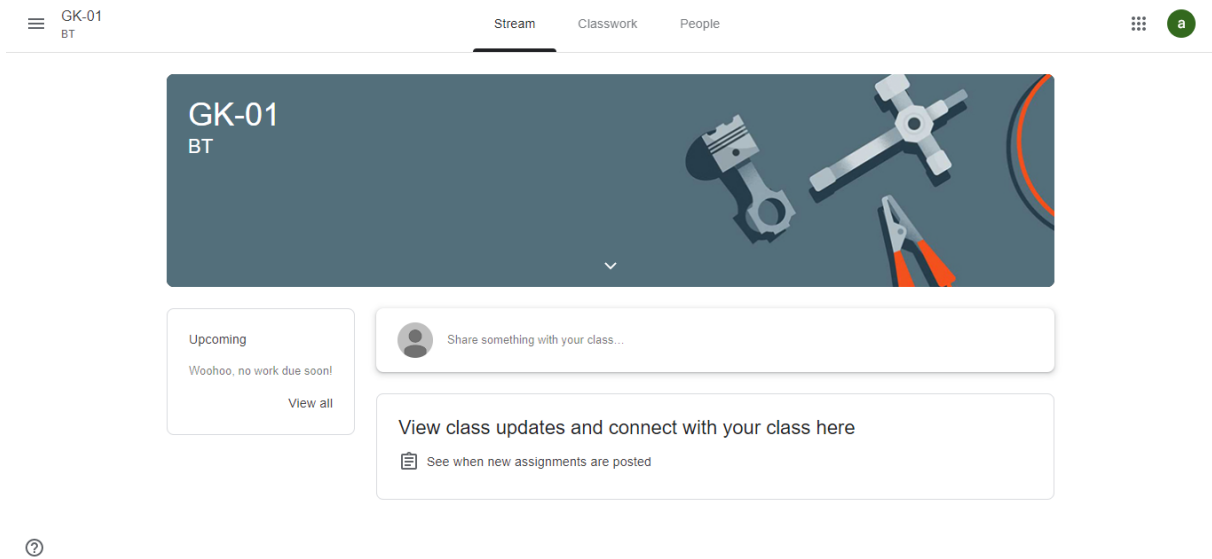 GK-01
BT
Stream
Classwork
People
a
GK-01
BT
Upcoming
Woohoo, no work due soon!
View all
Share something with your class...
View class updates and connect with your class here
See when new assignments are posted
?